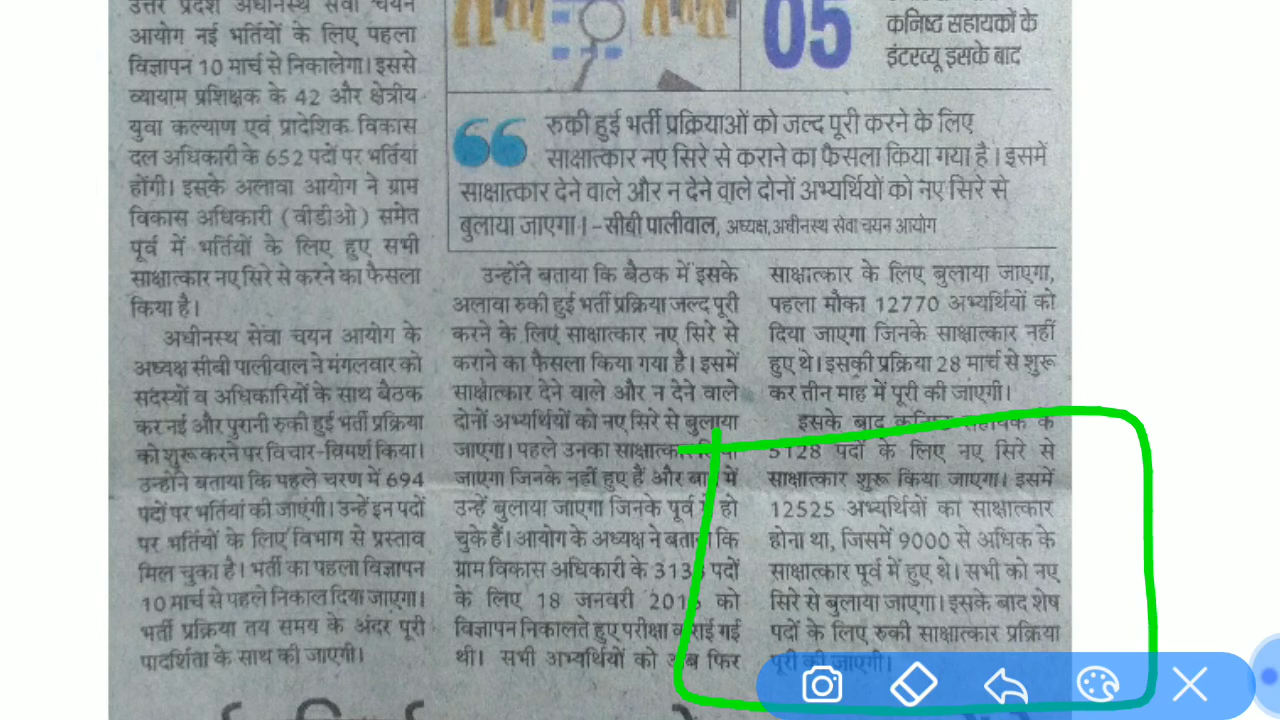 उत्तर प्रदेश अधीनस्थ सेवा चयन
आयोग नई भर्तियों के लिए पहला
विज्ञापन 10 मार्च से निकालेगा। इससे
व्यायाम प्रशिक्षक के 42 और क्षेत्रीय
युवा कल्याण एवं प्रादेशिक विकास
दल अधिकारी के 652 पदों पर भर्तियां
होंगी। इसके अलावा आयोग ने ग्राम
विकास अधिकारी (वीडीओ) समेत
पूर्व में भर्तियों के लिए हुए सभी
साक्षात्कार नए सिरे से करने का फैसला
किया है।
अधीनस्थ सेवा चयन आयोग के
अध्यक्ष सीबी पालीवाल ने मंगलवार को
सदस्यों व अधिकारियों के साथ बैठक
कर नई और पुरानी रुकी हुई भर्ती प्रक्रिया
को शुरू करने पर विचार-विमर्श किया।
उन्होंने बताया कि पहले चरण में 694
पदों पर भर्तियां की जाएंगी। उन्हें इन पदों
पर भर्तियों के लिए विभाग से प्रस्ताव
मिल चुका है। भर्ती का पहला विज्ञापन
10 मार्च से पहले निकाल दिया जाएगा।
भर्ती प्रक्रिया तय समय के अंदर पूरी
पादर्शिता के साथ की जाएगी।
05
कनिष्ठ सहायकों के
इंटरव्यू इसके बाद
रुकी हुई भर्ती प्रक्रियाओं को जल्द पूरी करने के लिए
साक्षात्कार नए सिरे से कराने का फैसला किया गया है। इसमें
साक्षात्कार देने वाले और न देने वाले दोनों अभ्यर्थियों को नए सिरे से
बुलाया जाएगा। -सीबी पालीवाल, अध्यक्ष, अधीनस्थ सेवा चयन आयोग
उन्होंने बताया कि बैठक में इसके
अलावा रुकी हुई भर्ती प्रक्रिया जल्द पूरी
करने के लिए साक्षात्कार नए सिरे से
कराने का फैसला किया गया है। इसमें
साक्षात्कार देने वाले और न देने वाले
दोनों अभ्यर्थियों को नए सिरे से बुलाया
जाएगा। पहले उनका साक्षात्कार लिया
जाएगा जिनके नहीं हुए हैं और बाद में
उन्हें बुलाया जाएगा जिनके पूर्व में हो
चुके हैं। आयोग के अध्यक्ष ने बताया कि
ग्राम विकास अधिकारी के पदों
के लिए 18 जनवरी को
विज्ञापन निकालते हुए परीक्षा कराई गई
थी। सभी अभ्यर्थियों को अब फिर
साक्षात्कार के लिए बुलाया जाएगा,
पहला मौका 12770 अभ्यर्थियों को
दिया जाएगा जिनके साक्षात्कार नहीं
हुए थे। इसकी प्रक्रिया 28 मार्च से शुरू
कर तीन माह में पूरी की जाएंगी।
इसके बाद कनिष्ठ सहायक के
5128 पदों के लिए नए सिरे से
साक्षात्कार शुरू किया जाएगा। इसमें
12525 अभ्यर्थियों का साक्षात्कार
होना था, जिसमें 9000 से अधिक के
साक्षात्कार पूर्व में हुए थे। सभी को नए
सिरे से बुलाया जाएगा। इसके बाद शेष
पदों के लिए रुकी साक्षात्कार प्रक्रिया
पूरी की जाएगी।